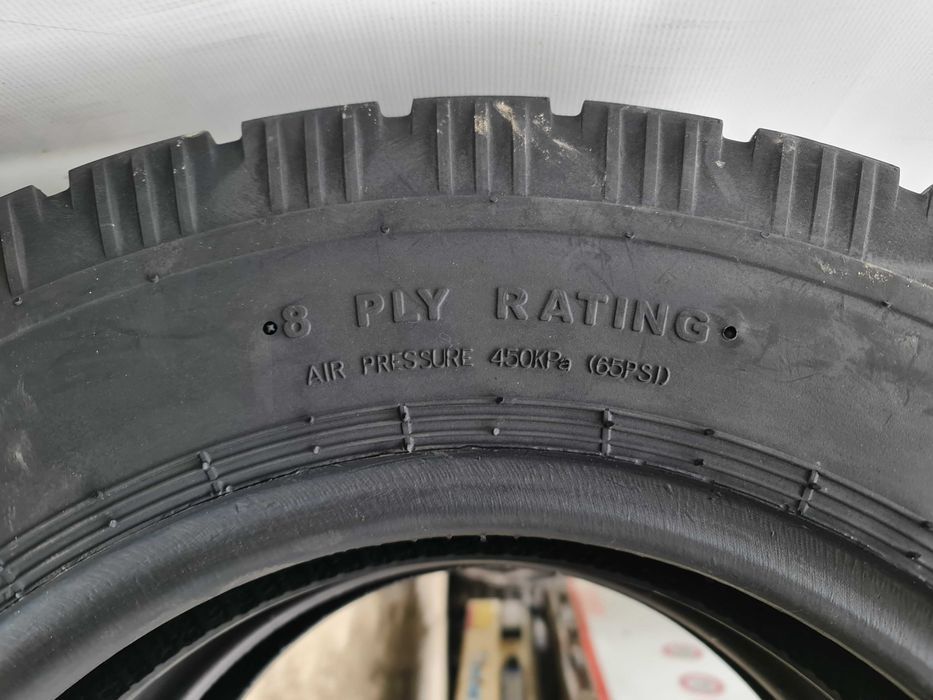 8 PLY RATING
AIR PRESSURE 450KPa (65PSI)